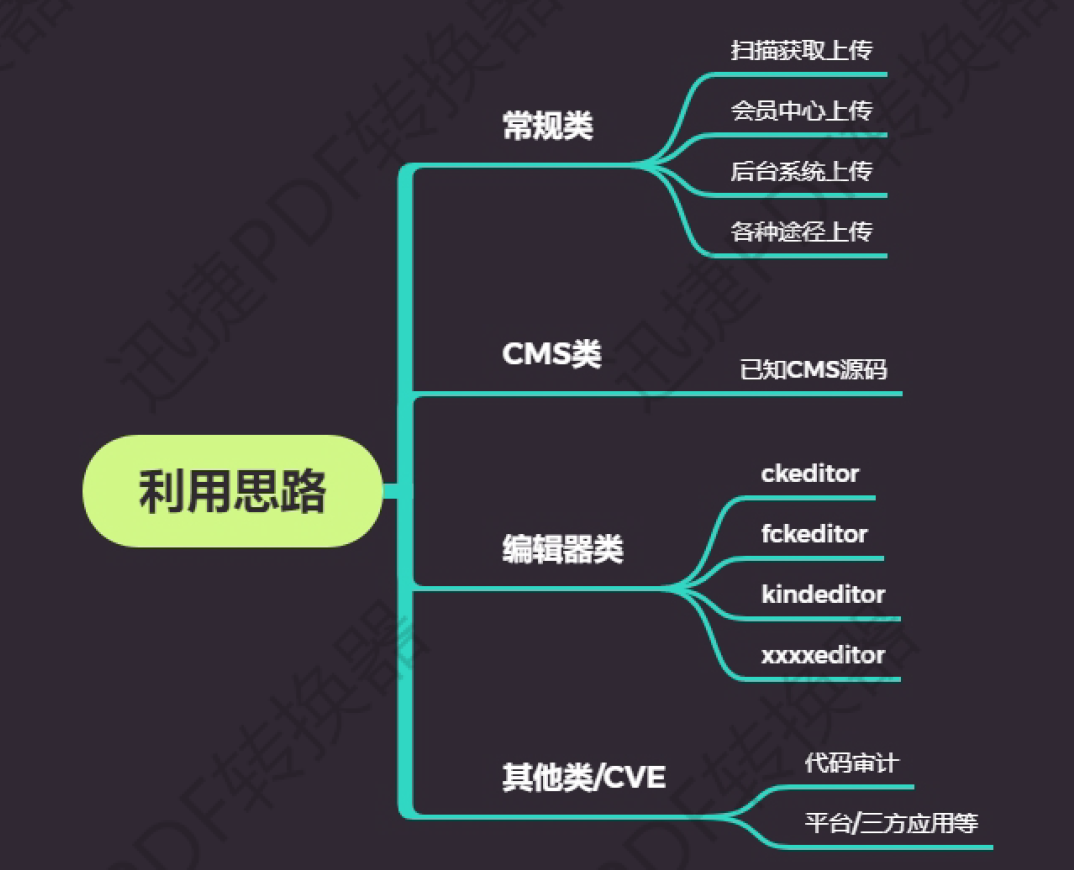 扫描获取上传
常规类
会员中心上传
后台系统上传
各种途径上传
CMS类
已知CMS源码
利用思路
ckeditor
编辑器类
fckeditor
kindeditor
xxxxeditor
其他类/CVE
代码审计
平台/三方应用等
迅捷PDF转换器
迅捷PDF转换器
PDF转换器
PDF转换器